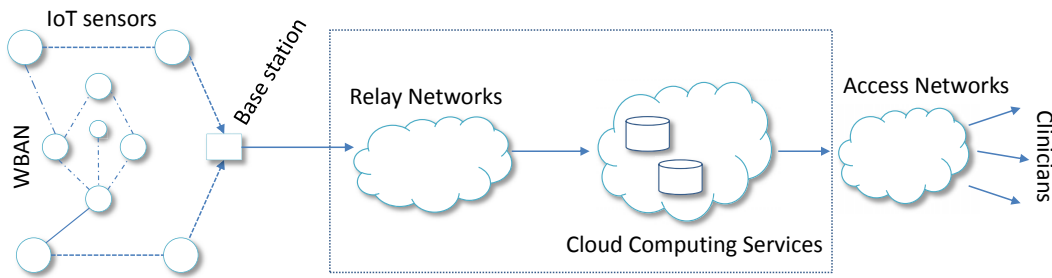 IoT sensors
Base station
WBAN
Relay Networks
Cloud Computing Services
Access Networks
Clinicians